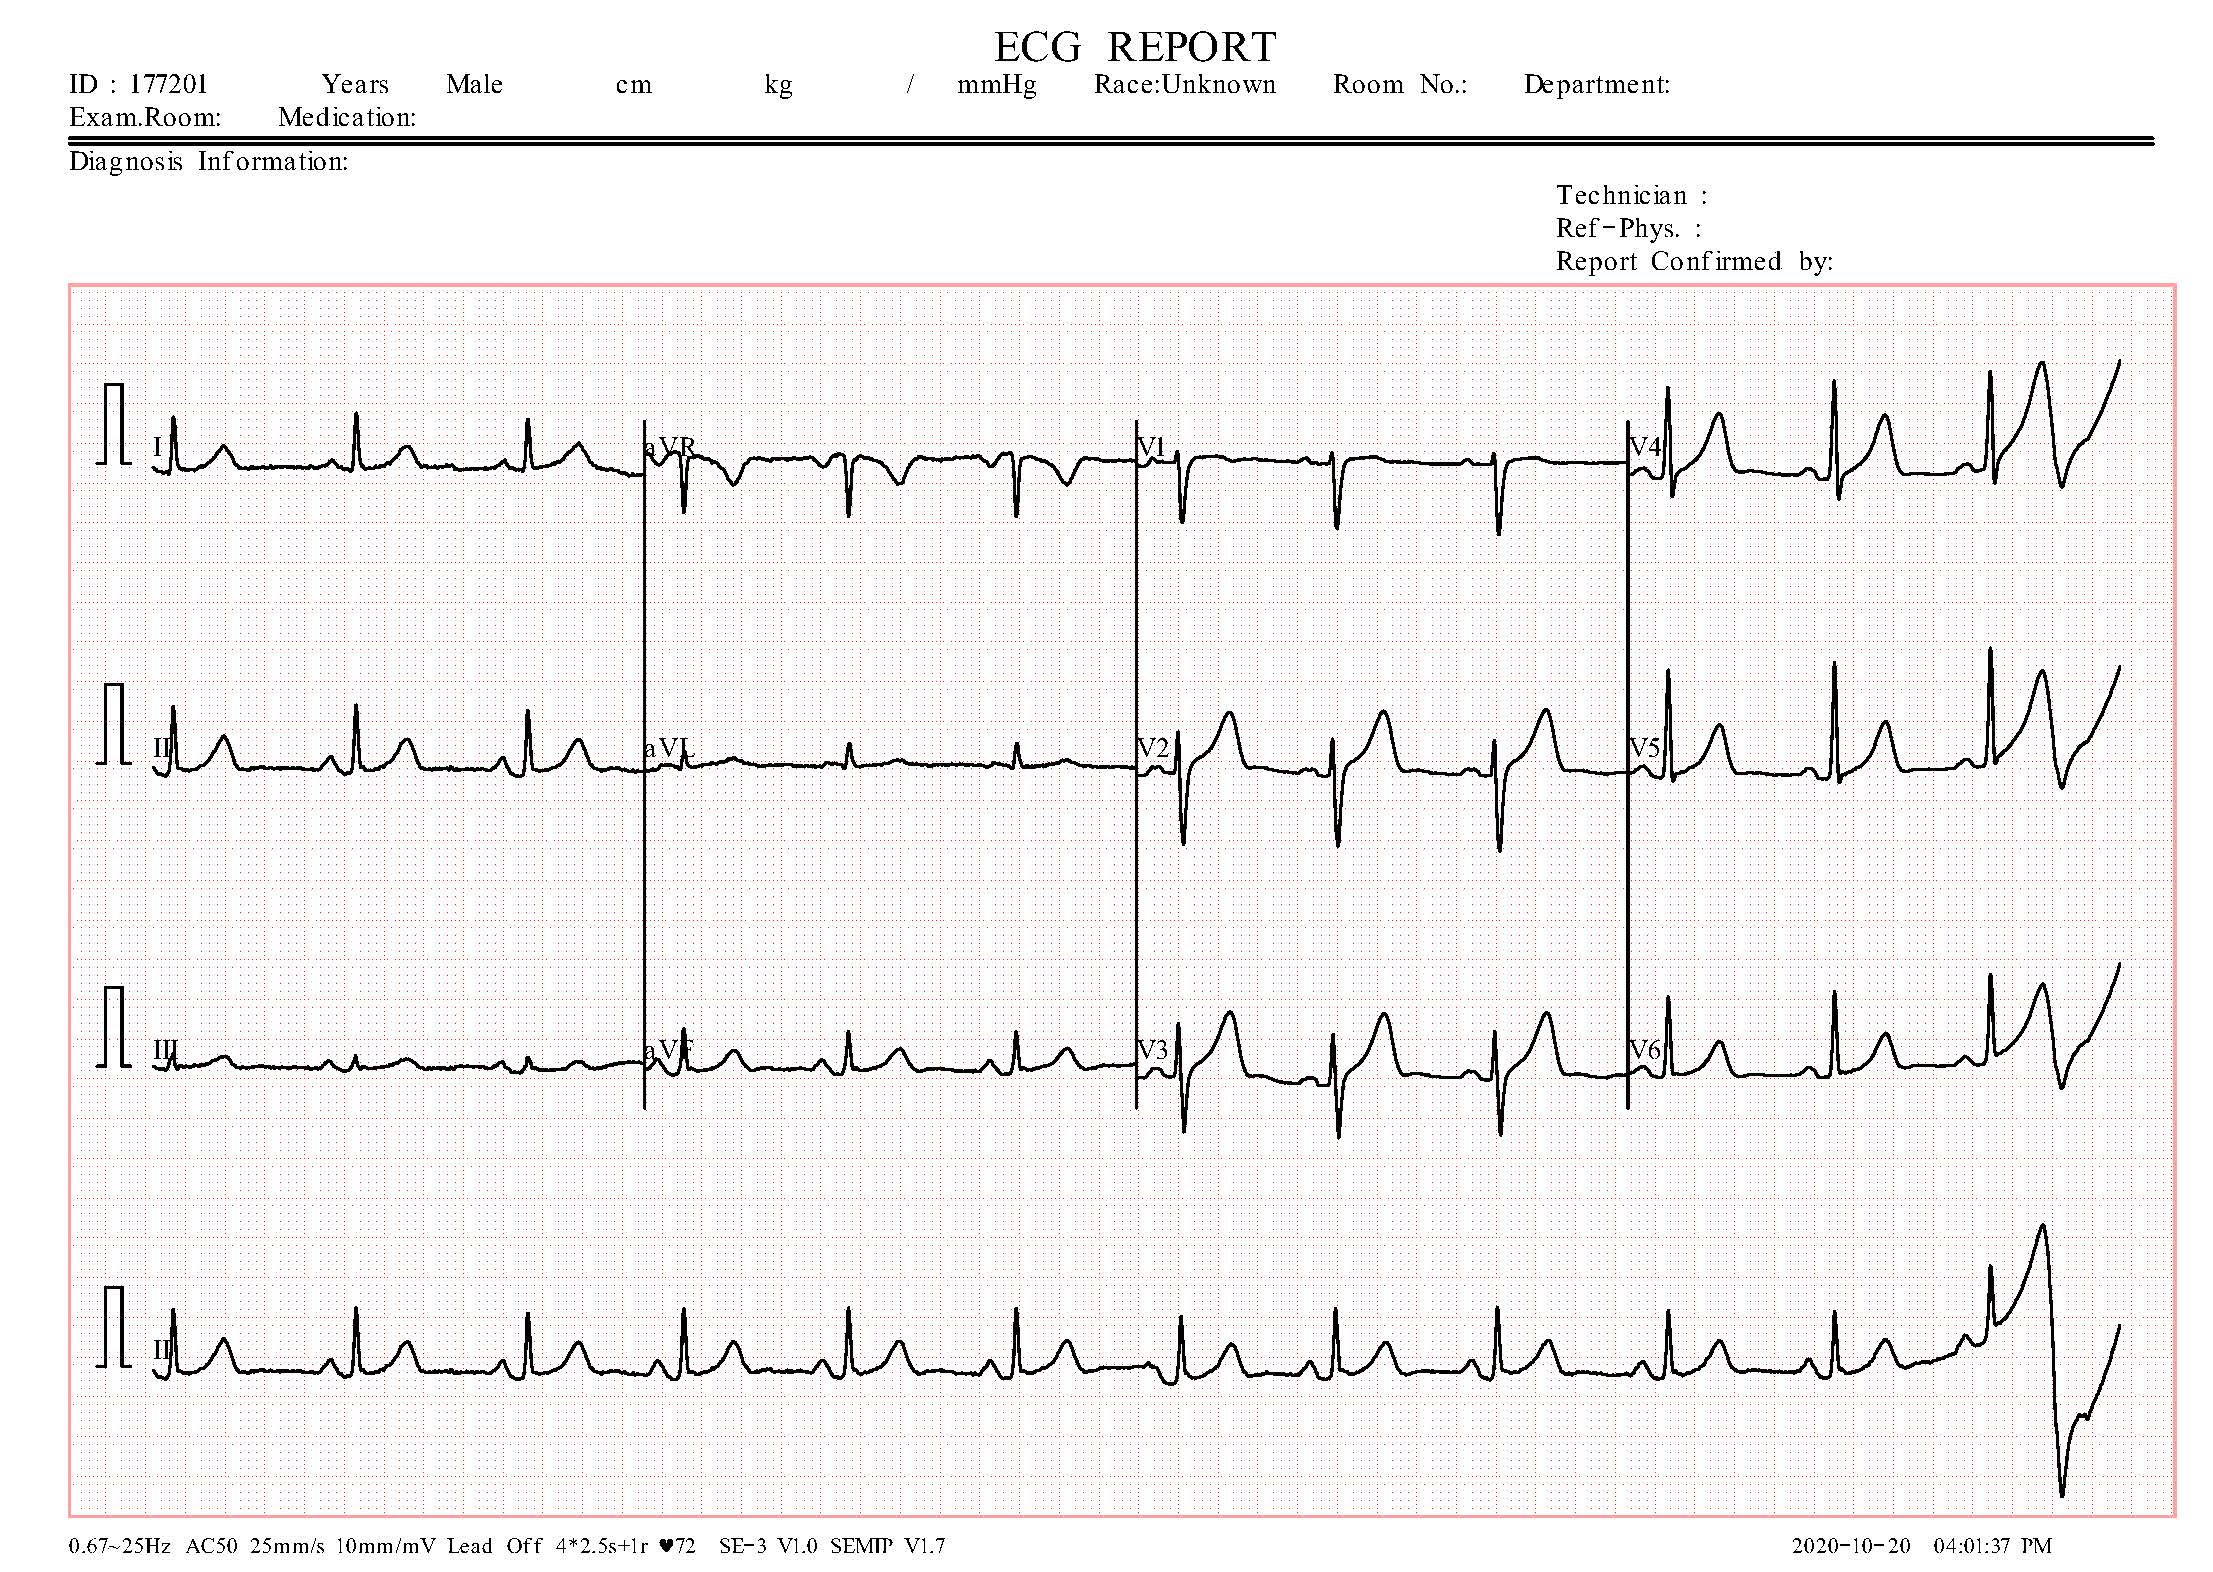 ECG REPORT
ID : 177201 Years Male cm kg / mmHg Race:Unknown Room No.: Department:
Exam.Room: Medication:
Diagnosis Information:
Technician :
Ref-Phys. :
Report Confirmed by:
I aVR V1 V4
II aVL V2 V5
III aVF V3 V6
II
0.67~25Hz AC50 25mm/s 10mm/mV Lead Off 4*2.5s+1r ♥72 SE-3 V1.0 SEMIP V1.7 2020-10-20 04:01:37 PM